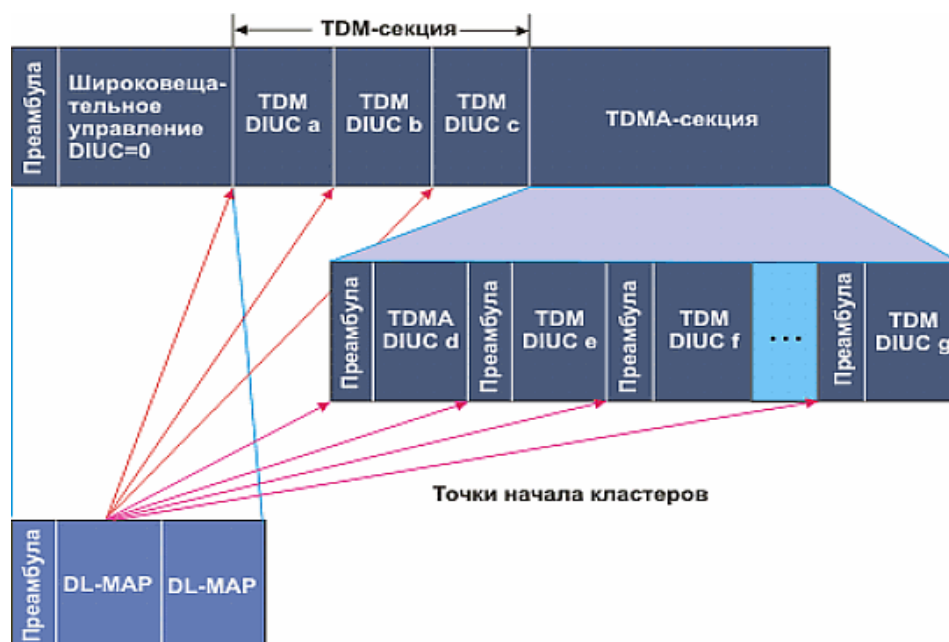 TDM-секция
Преамбула
Широковеща-
тельное
управление
DIUC=0
TDM
DIUC a
TDM
DIUC b
TDM
DIUC c
TDMA-секция
Преамбула
TDMA
DIUC d
Преамбула
TDM
DIUC e
Преамбула
TDM
DIUC f
...
Преамбула
TDM
DIUC g
Точки начала кластеров
Преамбула
DL-MAP
DL-MAP